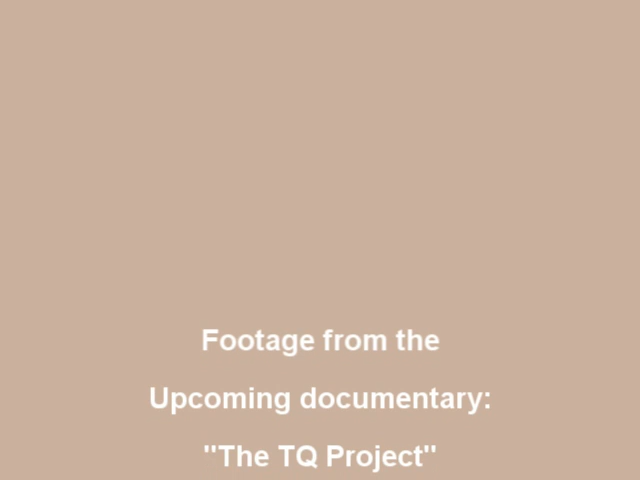 Footage from the
Upcoming documentary:
"The TQ Project"